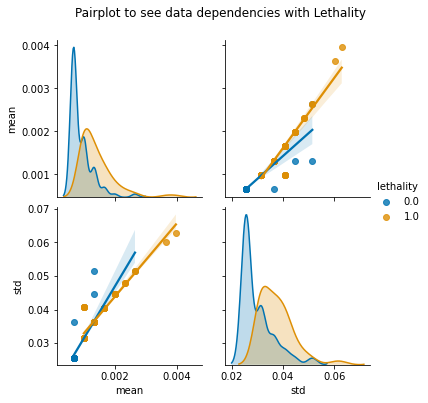 Pairplot to see data dependencies with Lethality
0.004
0.003
0.002
0.001
mean
lethality
0.0
1.0
0.07
0.06
0.05
0.04
0.03
std
0.002
0.004
mean
0.02
0.04
0.06
std